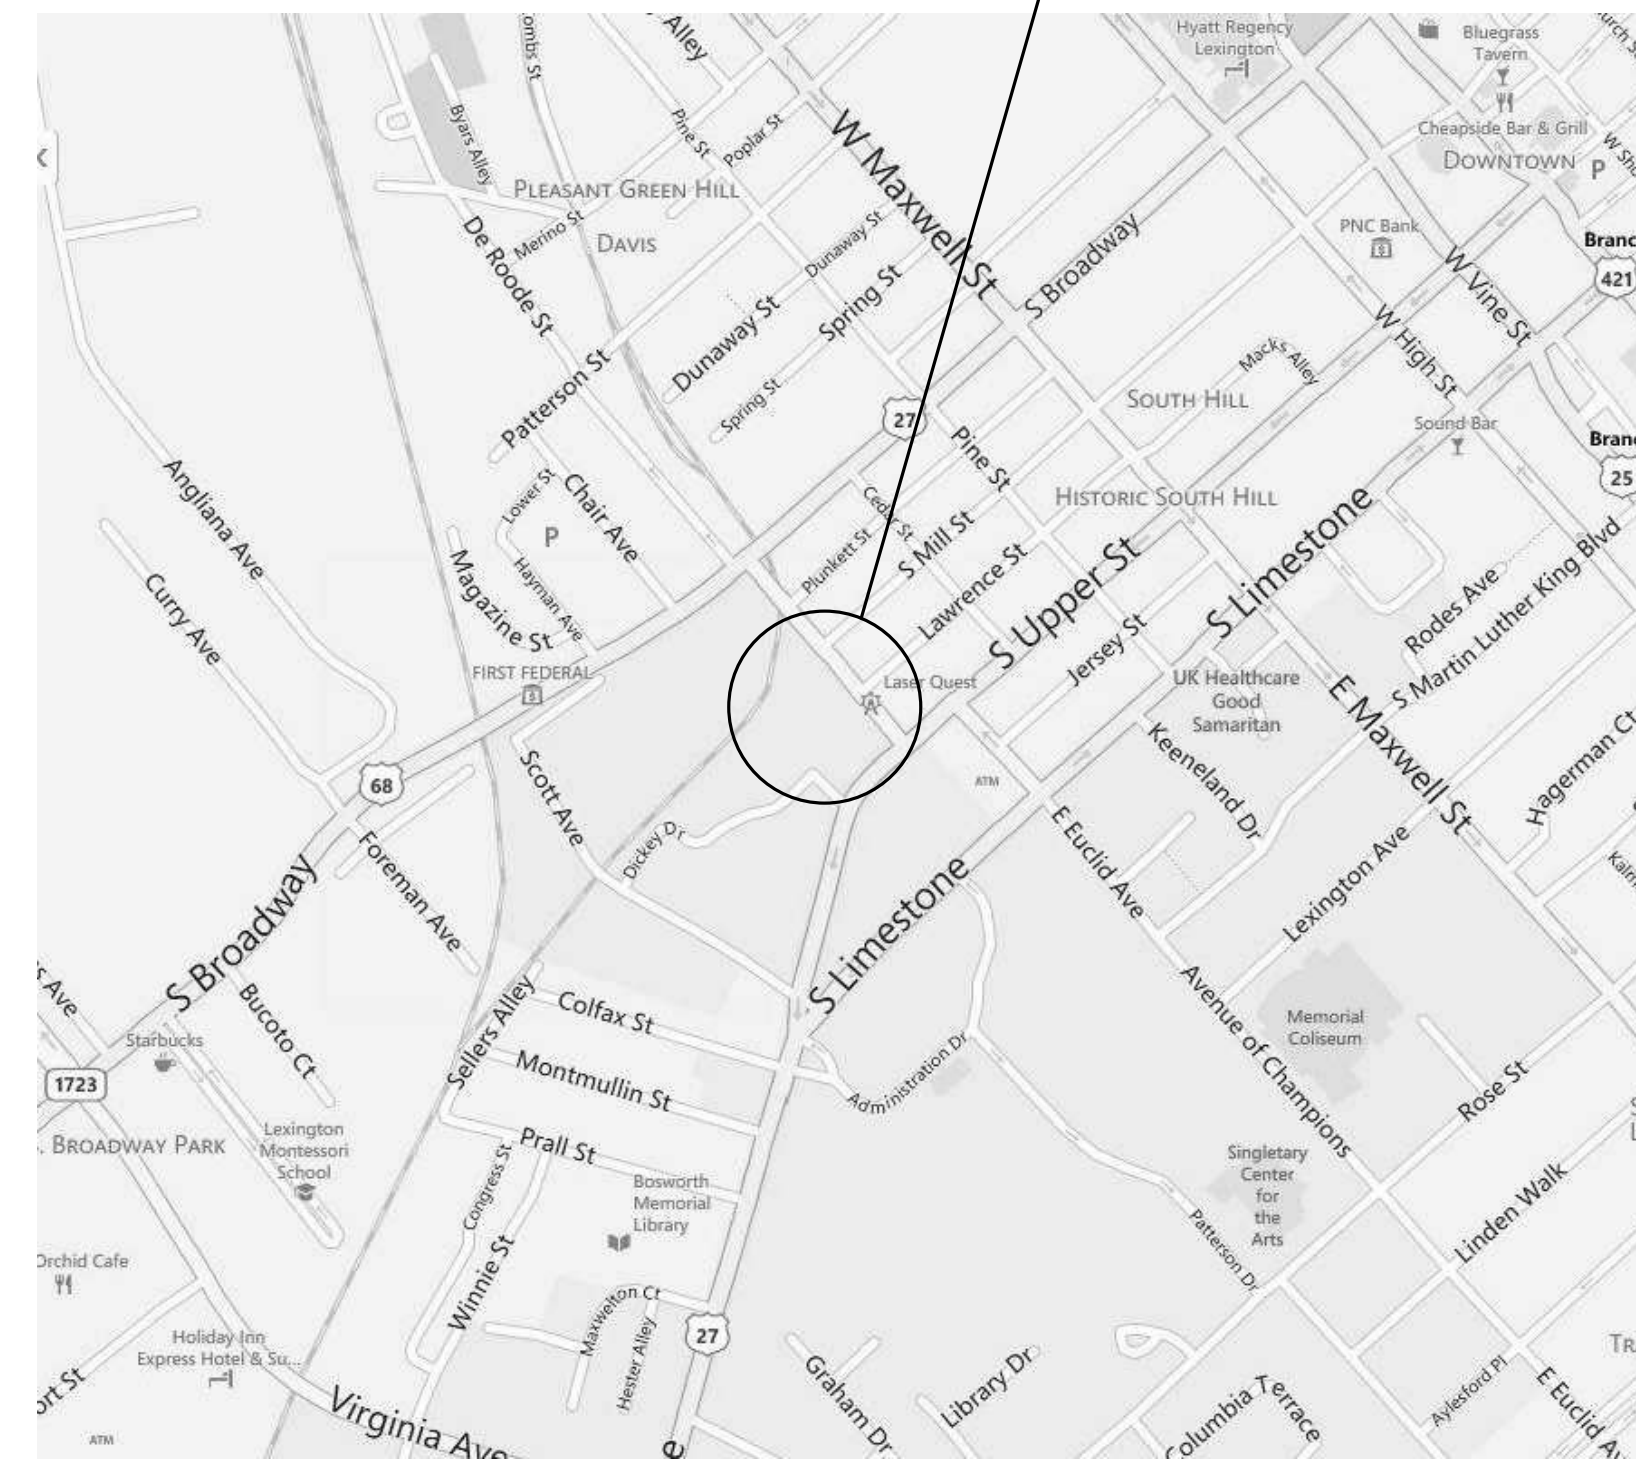 Alley
Hyatt Regency
Lexington
Bluegrass
Tavern
Byars Alley
Pine St
Poplar St
W Maxwell St
Cheapside Bar & Grill
DOWNTOWN
P
PLEASANT GREEN HILL
Merino St
DAVIS
De Roode St
Dunaway St
Spring St
S Broadway
PNC Bank
W Vine St
421
W High St
Dunaway St
Spring St
Patterson St
Macks Alley
SOUTH HILL
27
Sound Bar
Pine St
25
HISTORIC SOUTH HILL
Angliana Ave
Lower St
Chair Ave
P
Cedar St
Plunkett St
S Mill St
Lawrence St
S Upper St
S Limestone
Jersey St
Rodes Ave
S Martin Luther King Blvd
Curry Ave
Magazine St
Hayman Ave
FIRST FEDERAL
Laser Quest
UK Healthcare
Good
Samaritan
E Maxwell St
Hagerman Ct
Keeneland Dr
68
Scott Ave
ATM
Dickey Dr
E Euclid Ave
Lexington Ave
Foreman Ave
S Broadway
S Limestone
Avenue of Champions
Bucoto Ct
Sellers Alley
Colfax St
Memorial
Coliseum
Starbucks
1723
Montmullin St
Administration Dr
Rose St
BROADWAY PARK
Lexington
Montessori
School
Prall St
Congress St
Bosworth
Memorial
Library
Singletary
Center
for
the
Arts
Linden Walk
Patterson Dr
Orchid Cafe
Winnie St
Maxwelton Ct
Hester Alley
27
Holiday Inn
Express Hotel & Su...
Virginia Ave
ATM
Graham Dr
Library Dr
Columbia Terrace
Aylesford Pl
E Euclid Av